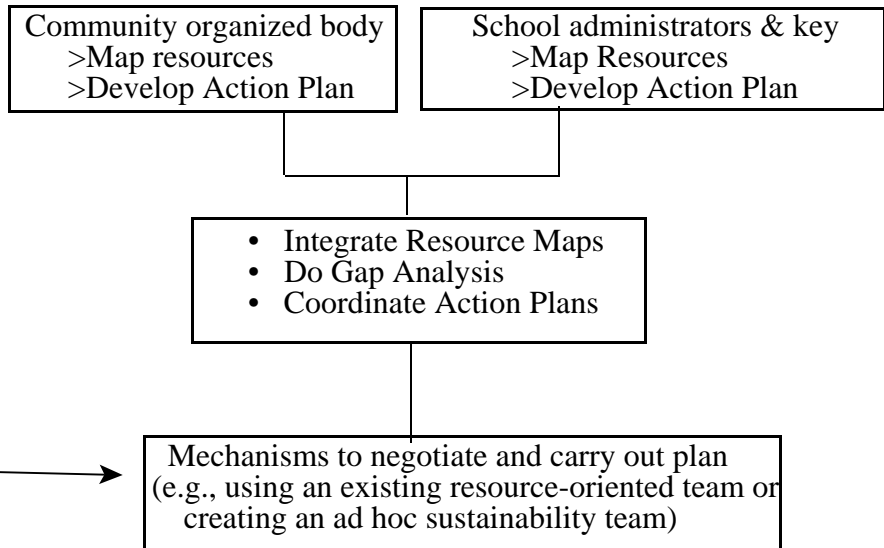 Community organized body
>Map resources
>Develop Action Plan
School administrators & key
>Map Resources
>Develop Action Plan
• Integrate Resource Maps
• Do Gap Analysis
• Coordinate Action Plans
Mechanisms to negotiate and carry out plan
(e.g., using an existing resource-oriented team or
creating an ad hoc sustainability team)